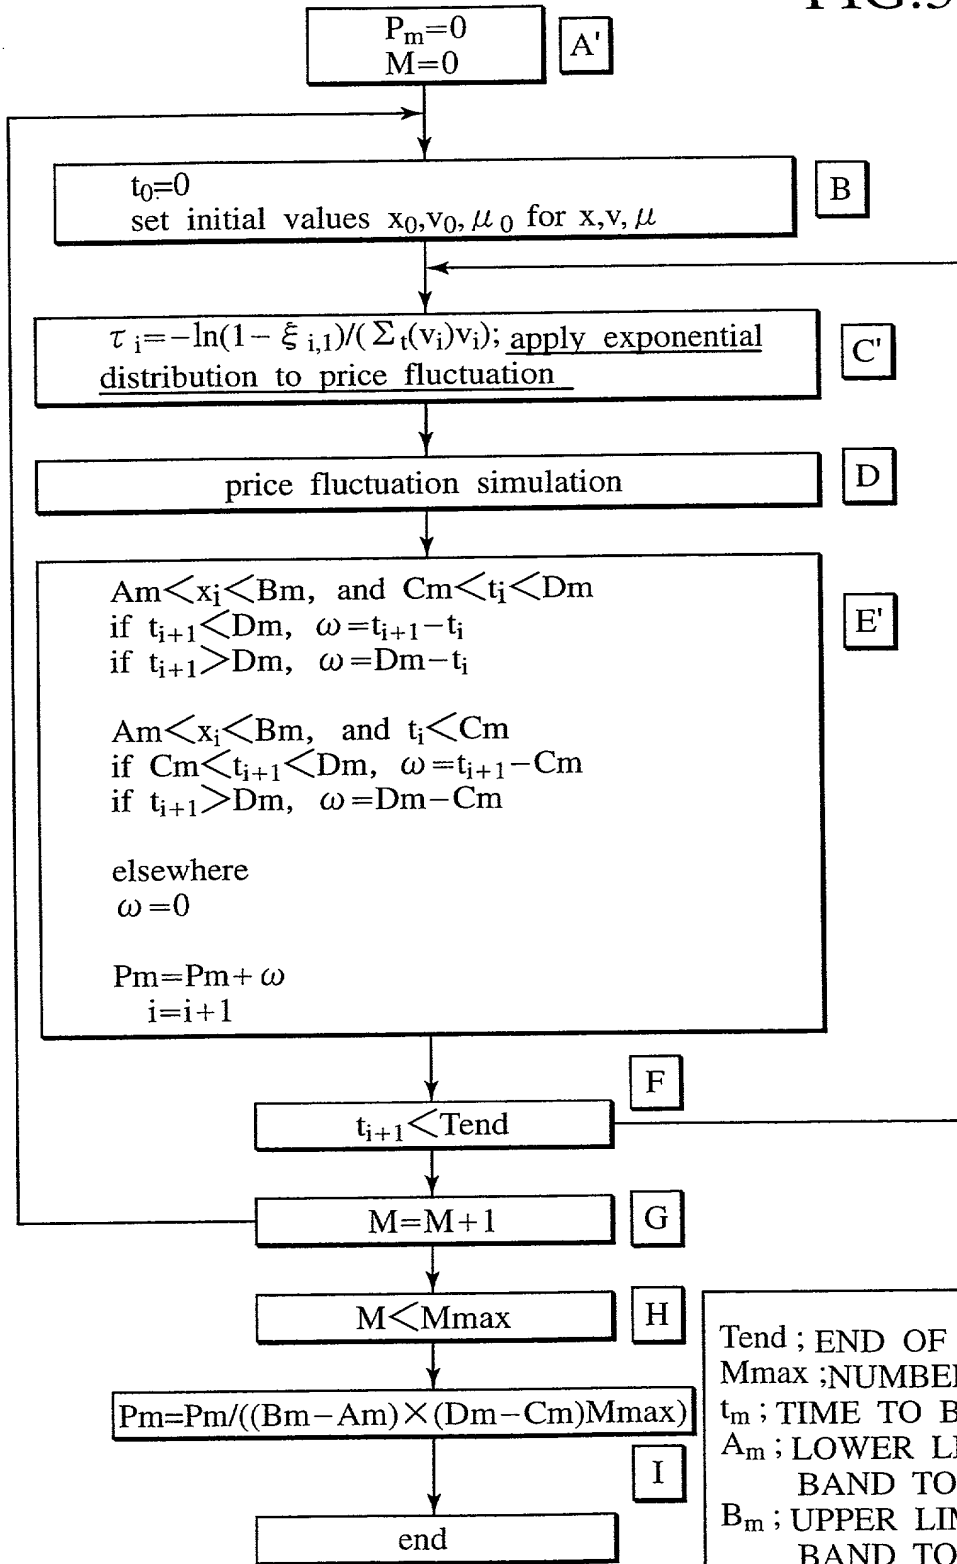 FIG.5
Pm=0
M=0
A'
t0=0
set initial values x0,v0, μ0 for x,v, μ
B
τi=-ln(1-ξi,1)/(Σt(vi)vi); apply exponential
distribution to price fluctuation
C'
price fluctuation simulation
D
Am<xi<Bm, and Cm<ti<Dm
if ti+1<Dm, ω=ti+1-ti
if ti+1>Dm, ω=Dm-ti
Am<xi<Bm, and ti<Cm
if Cm<ti+1<Dm, ω=ti+1-Cm
if ti+1>Dm, ω=Dm-Cm
elsewhere
ω=0
Pm=Pm+ω
i=i+1
E'
F
ti+1<Tend
M=M+1
G
M<Mmax
H
Pm=Pm/((Bm-Am)×(Dm-Cm)Mmax)
I
end
Tend ; END OF
Mmax ;NUMBE
tm ; TIME TO B
Am ; LOWER L
BAND TO
Bm ; UPPER LI
BAND TO